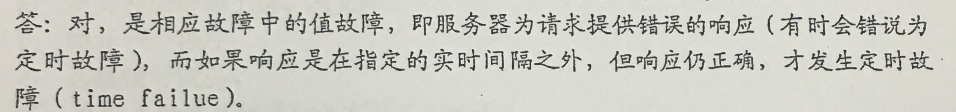 答：对，是相应故障中的值故障，即服务器为请求提供错误的响应（有时会错说为
定时故障），而如果响应是在指定的实时间隔之外，但响应仍正确，才发生定时故
障（time failue）。